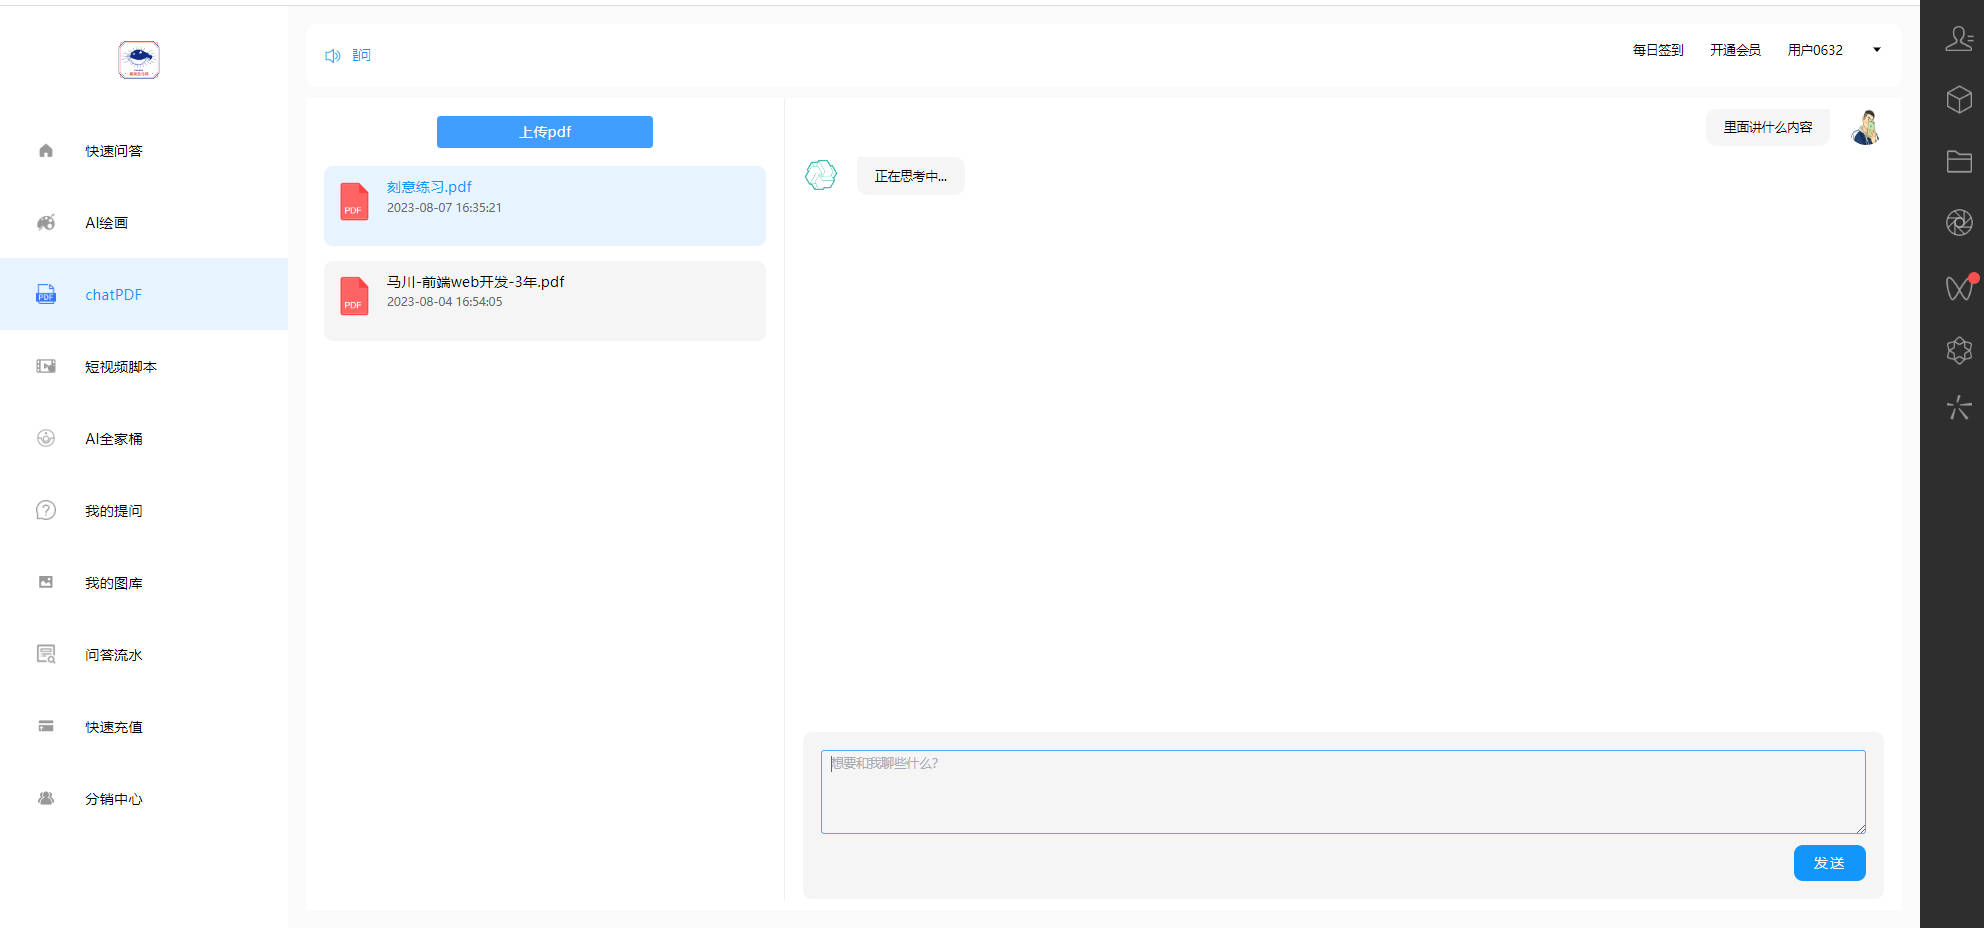 快速问答
AI绘画
PDF
chatPDF
短视频脚本
AI全家桶
我的提问
我的图库
问答流水
快速充值
分销中心
问
每日签到
开通会员
用户0632
上传pdf
PDF
刻意练习.pdf
2023-08-07 16:35:21
PDF
马川-前端web开发-3年.pdf
2023-08-04 16:54:05
里面讲什么内容
正在思考中...
想要和我聊些什么?
发送